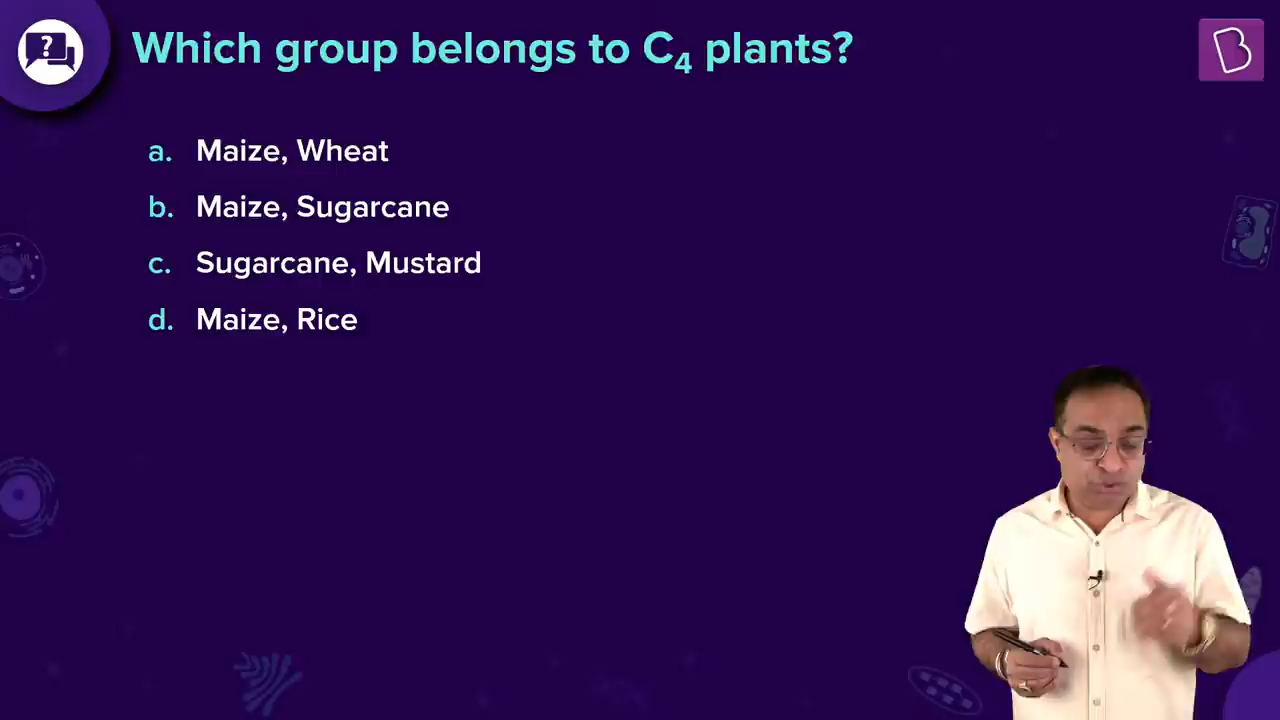 Which group belongs to C₄ plants?
a. Maize, Wheat
b. Maize, Sugarcane
c. Sugarcane, Mustard
d. Maize, Rice